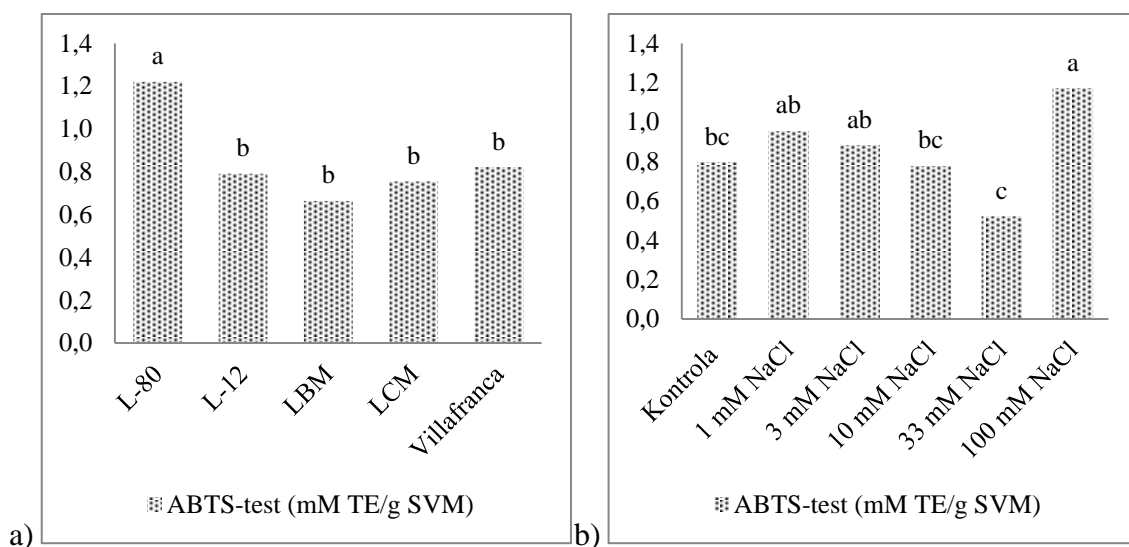 1,4
1,2
1,0
0,8
0,6
0,4
0,2
0,0
a
b
b
b
b
L-80
L-12
LBM
LCM
Villafranca
ABTS-test (mM TE/g SVM)
a)
1,4
1,2
1,0
0,8
0,6
0,4
0,2
0,0
bc
ab
ab
bc
c
a
Kontrola
1 mM NaCl
3 mM NaCl
10 mM NaCl
33 mM NaCl
100 mM NaCl
ABTS-test (mM TE/g SVM)
b)